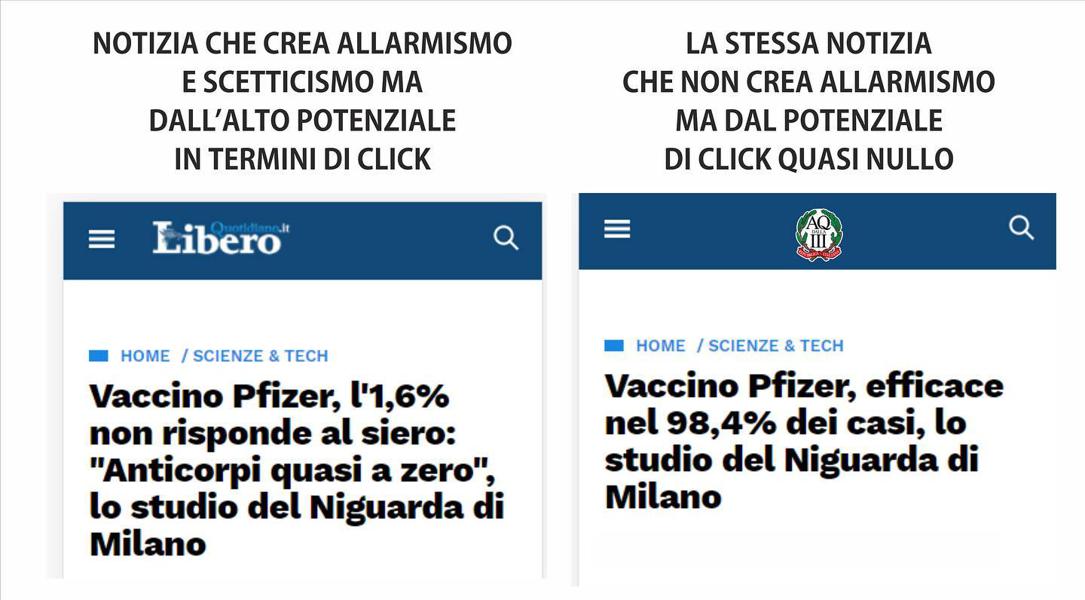 NOTIZIA CHE CREA ALLARMISMO
E SCETTICISMO MA
DALL'ALTO POTENZIALE
IN TERMINI DI CLICK
Libero
Quotidiano.it
HOME / SCIENZE & TECH
Vaccino Pfizer, l'1,6%
non risponde al siero:
"Anticorpi quasi a zero",
lo studio del Niguarda di
Milano
LA STESSA NOTIZIA
CHE NON CREA ALLARMISMO
MA DAL POTENZIALE
DI CLICK QUASI NULLO
AQ
DALLA
III
HOME / SCIENZE & TECH
Vaccino Pfizer, efficace
nel 98,4% dei casi, lo
studio del Niguarda di
Milano